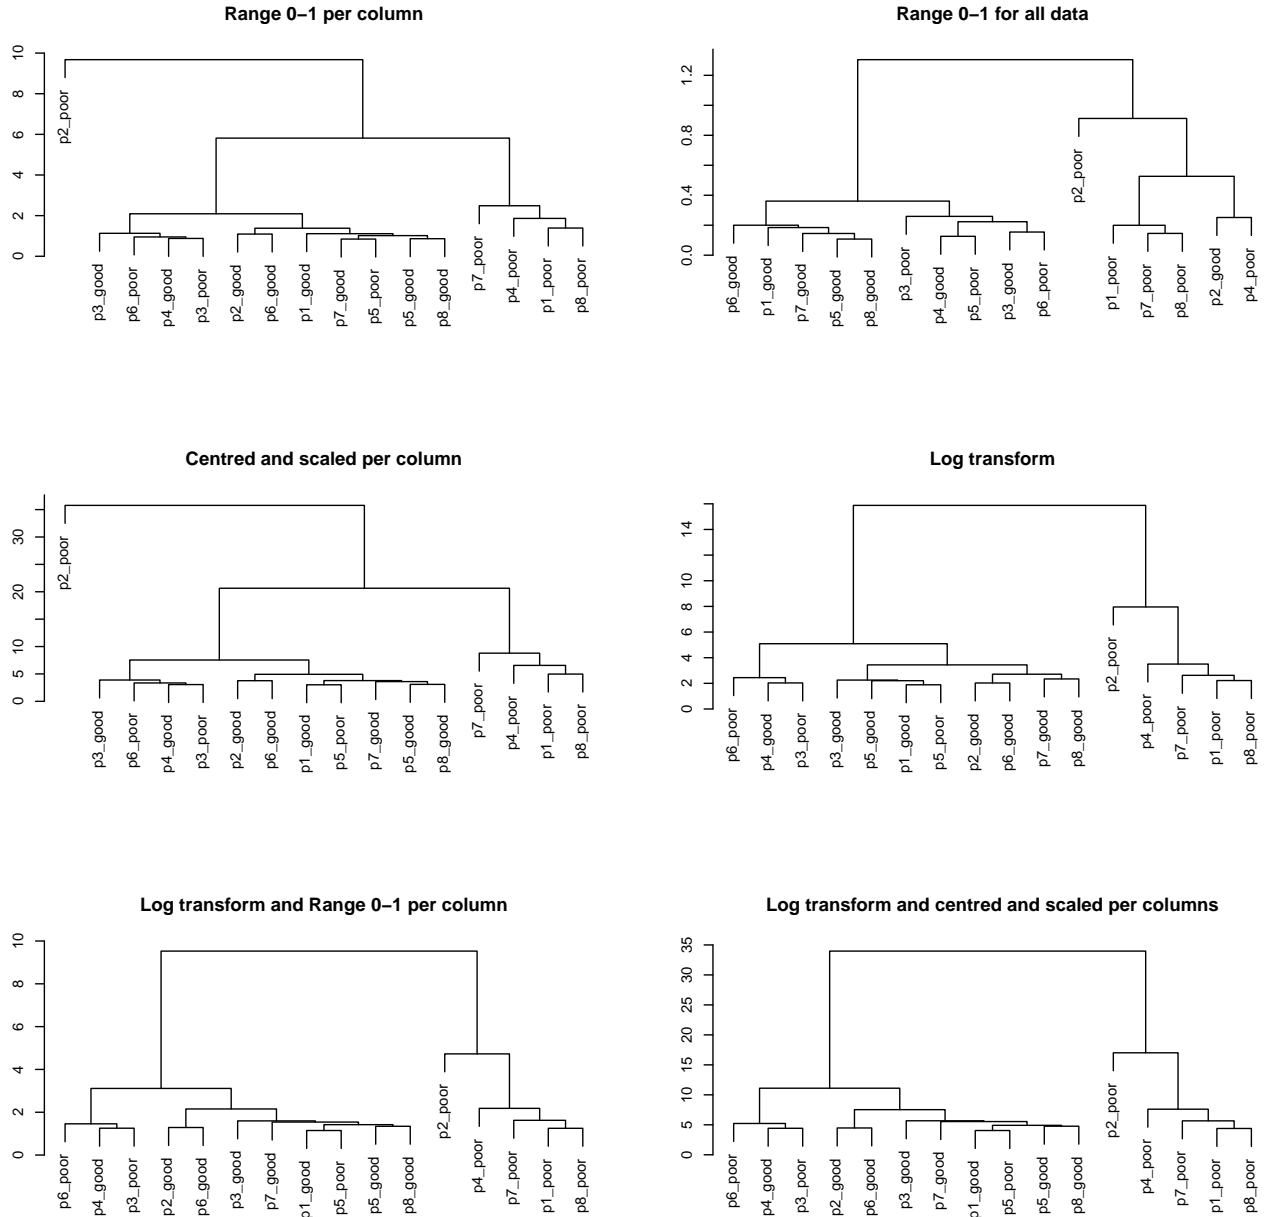 Range 0–1 per column
10
8
6
4
2
0
p2_poor
p3_good
p6_poor
p4_good
p3_poor
p2_good
p6_good
p1_good
p7_good
p5_poor
p5_good
p8_good
p7_poor
p4_poor
p1_poor
p8_poor
Range 0–1 for all data
1.2
0.8
0.4
0.0
p6_good
p1_good
p7_good
p5_good
p8_good
p3_poor
p4_good
p5_poor
p3_good
p6_poor
p2_poor
p1_poor
p7_poor
p8_poor
p2_good
p4_poor
Centred and scaled per column
30
20
10
5
0
p2_poor
p3_good
p6_poor
p4_good
p3_poor
p2_good
p6_good
p1_good
p5_poor
p7_good
p5_good
p8_good
p7_poor
p4_poor
p1_poor
p8_poor
Log transform
14
10
8
6
4
2
0
p6_poor
p4_good
p3_poor
p3_good
p5_good
p1_good
p5_poor
p2_good
p6_good
p7_good
p8_good
p2_poor
p4_poor
p7_poor
p1_poor
p8_poor
Log transform and Range 0–1 per column
10
8
6
4
2
0
p6_poor
p4_good
p3_poor
p2_good
p6_good
p3_good
p7_good
p1_good
p5_poor
p5_good
p8_good
p2_poor
p4_poor
p7_poor
p1_poor
p8_poor
Log transform and centred and scaled per columns
35
30
25
20
15
10
5
0
p6_poor
p4_good
p3_poor
p2_good
p6_good
p3_good
p7_good
p1_good
p5_poor
p5_good
p8_good
p2_poor
p4_poor
p7_poor
p1_poor
p8_poor